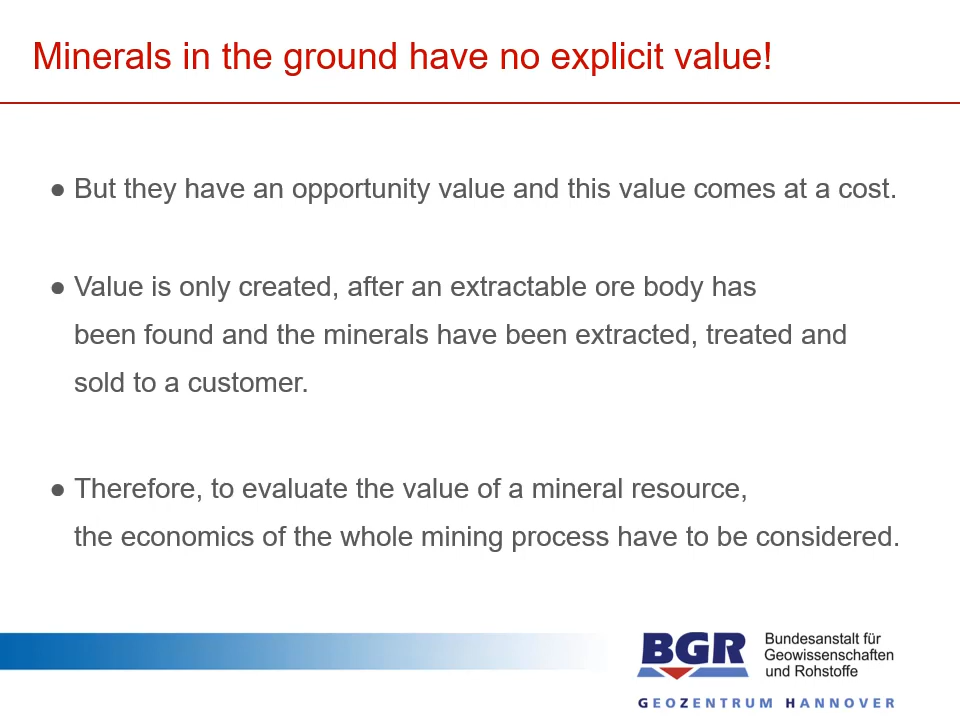 Minerals in the ground have no explicit value!
● But they have an opportunity value and this value comes at a cost.
● Value is only created, after an extractable ore body has
been found and the minerals have been extracted, treated and
sold to a customer.
● Therefore, to evaluate the value of a mineral resource,
the economics of the whole mining process have to be considered.
BGR
Bundesanstalt für
Geowissenschaften
und Rohstoffe
GEOZENTRUM HANNOVER